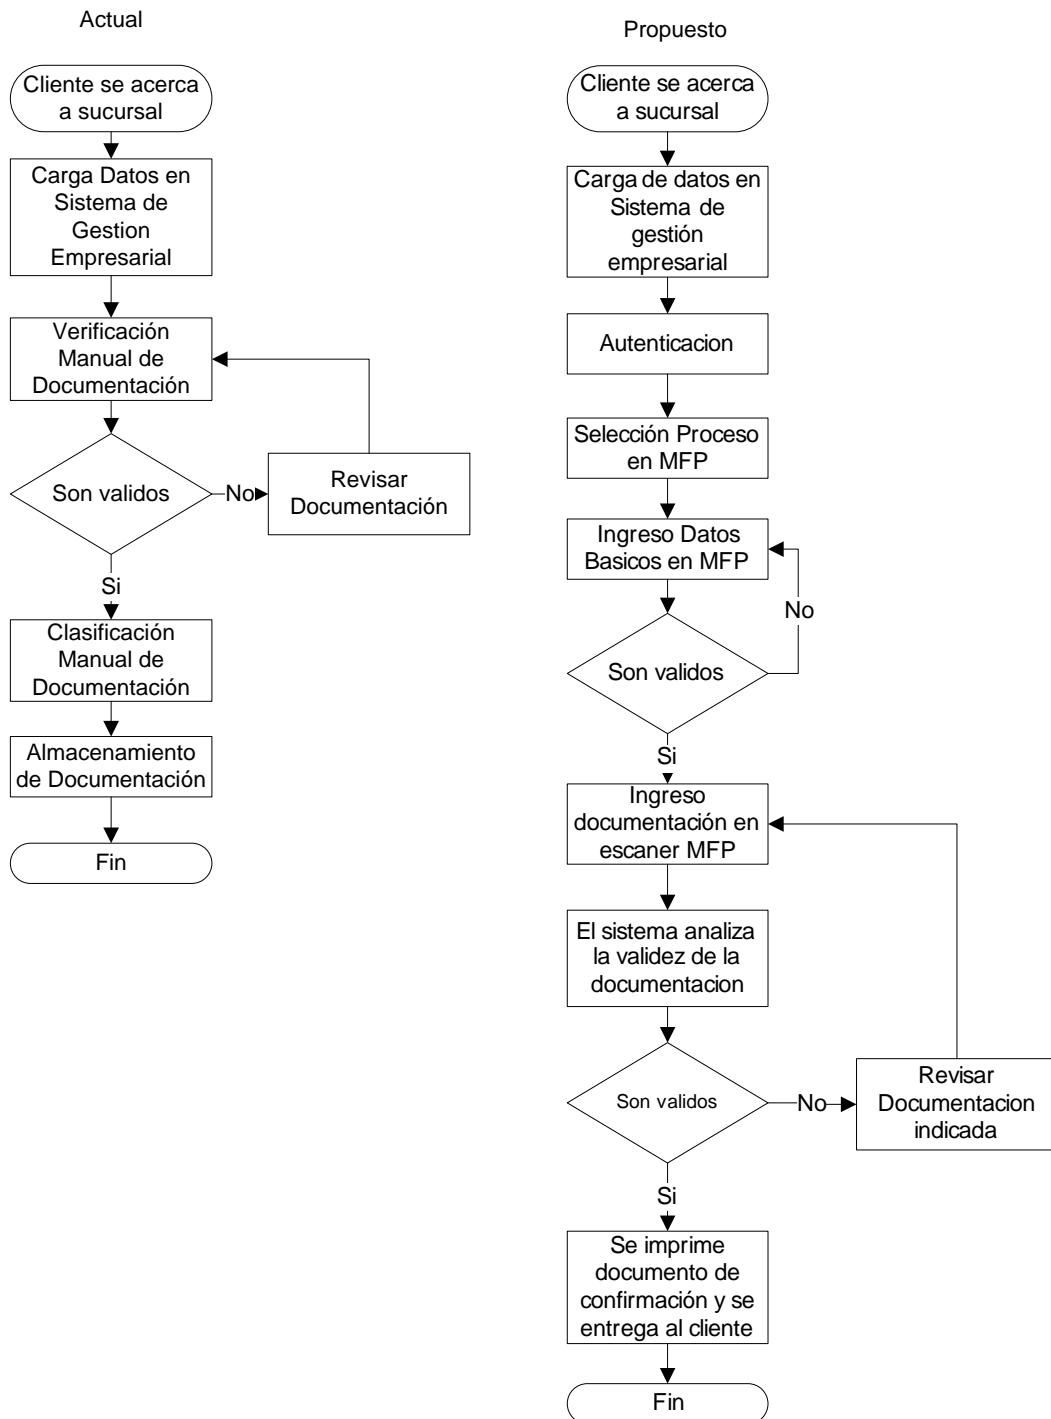 Actual
Cliente se acerca
a sucursal
Carga Datos en
Sistema de
Gestion
Empresarial
Verificación
Manual de
Documentación
Son validos
No
Revisar
Documentación
Si
Clasificación
Manual de
Documentación
Almacenamiento
de Documentación
Fin
Propuesto
Cliente se acerca
a sucursal
Carga de datos en
Sistema de
gestión
empresarial
Autenticacion
Selección Proceso
en MFP
Ingreso Datos
Basicos en MFP
No
Son validos
Si
Ingreso
documentación en
escaner MFP
El sistema analiza
la validez de la
documentacion
Son validos
No
Revisar
Documentacion
indicada
Si
Se imprime
documento de
confirmación y se
entrega al cliente
Fin